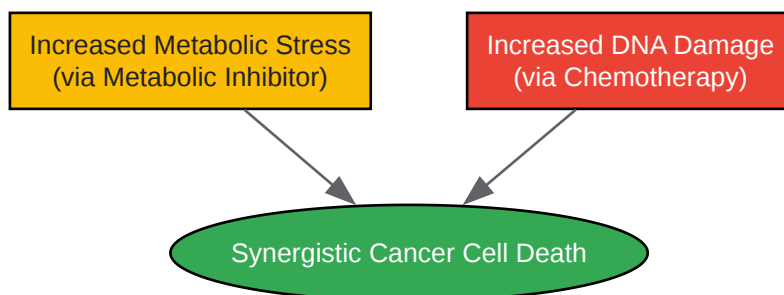 Increased Metabolic Stress
(via Metabolic Inhibitor)
Increased DNA Damage
(via Chemotherapy)
Synergistic Cancer Cell Death